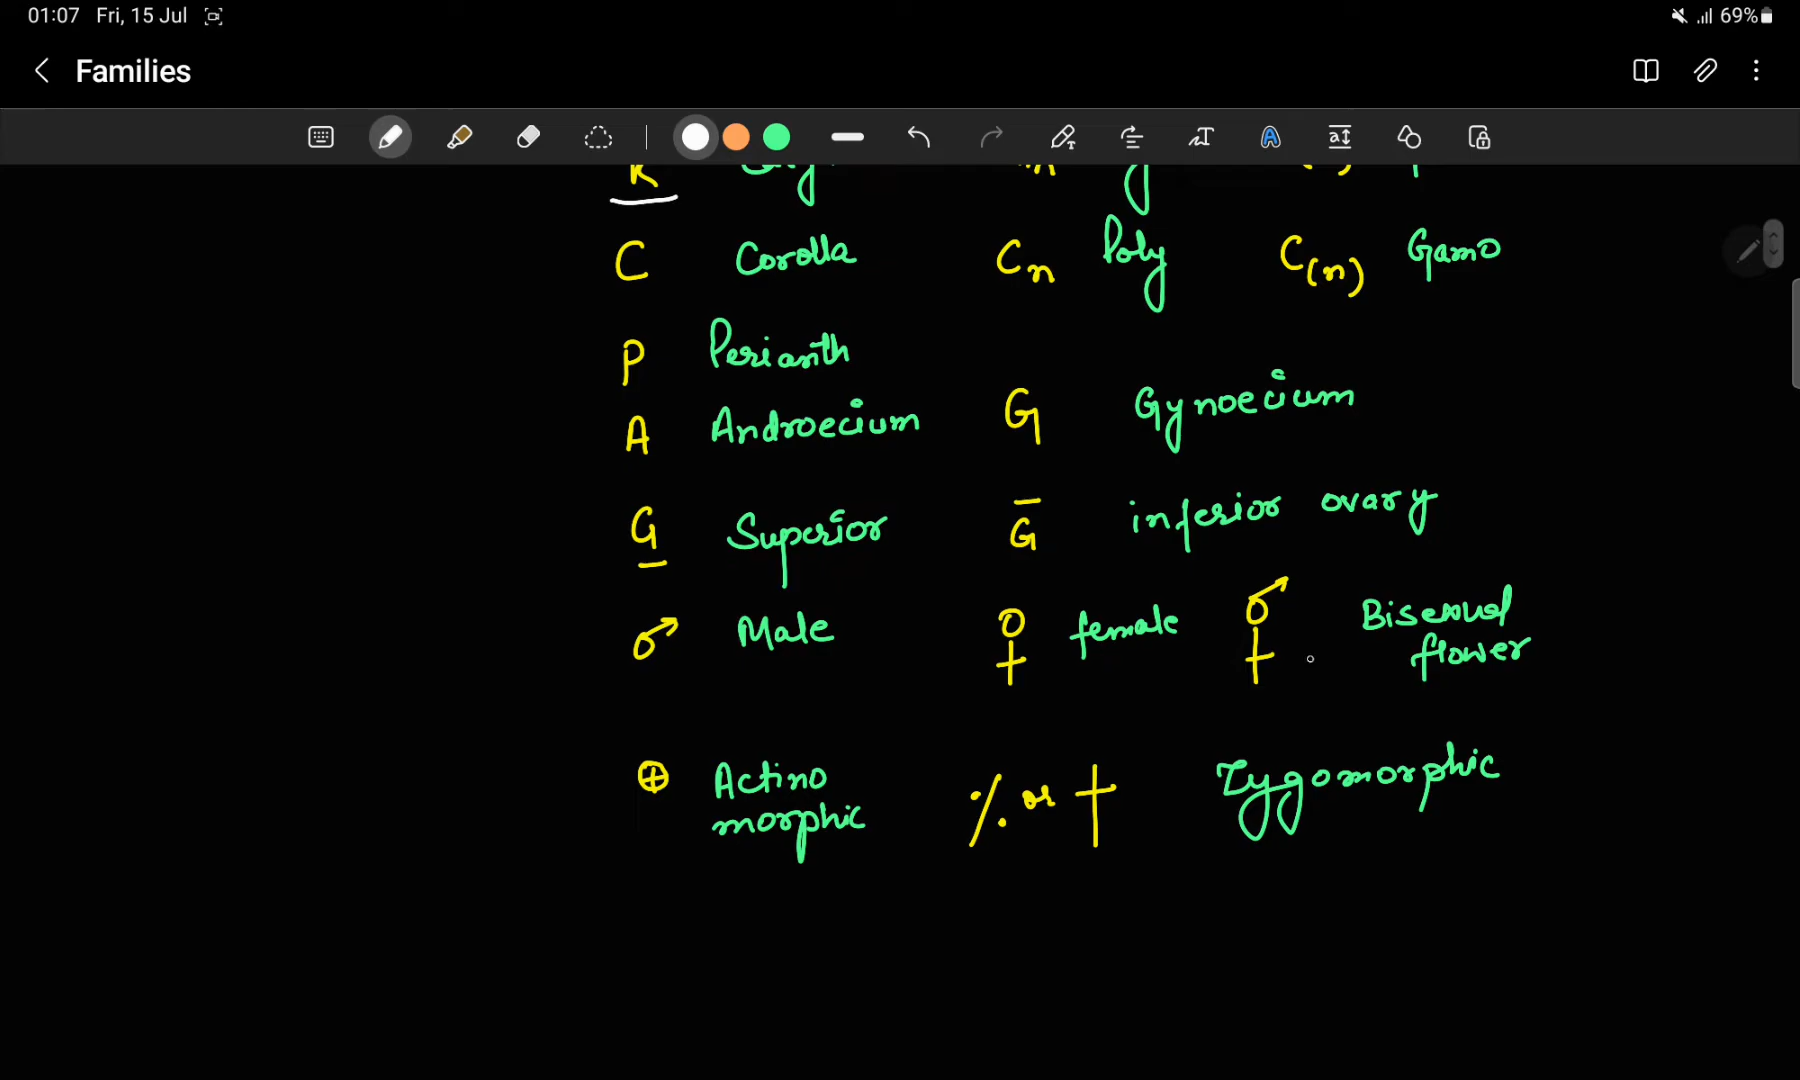 01:07 Fri, 15 Jul 69%
Families
K
C Corolla Cn Poly C(n) Gamo
P Perianth
A Androecium G Gynoecium
G Superior G inferior ovary
♂ Male ♀ female ⚥ Bisexual
flower
⊕ Actino % or † Zygomorphic
morphic